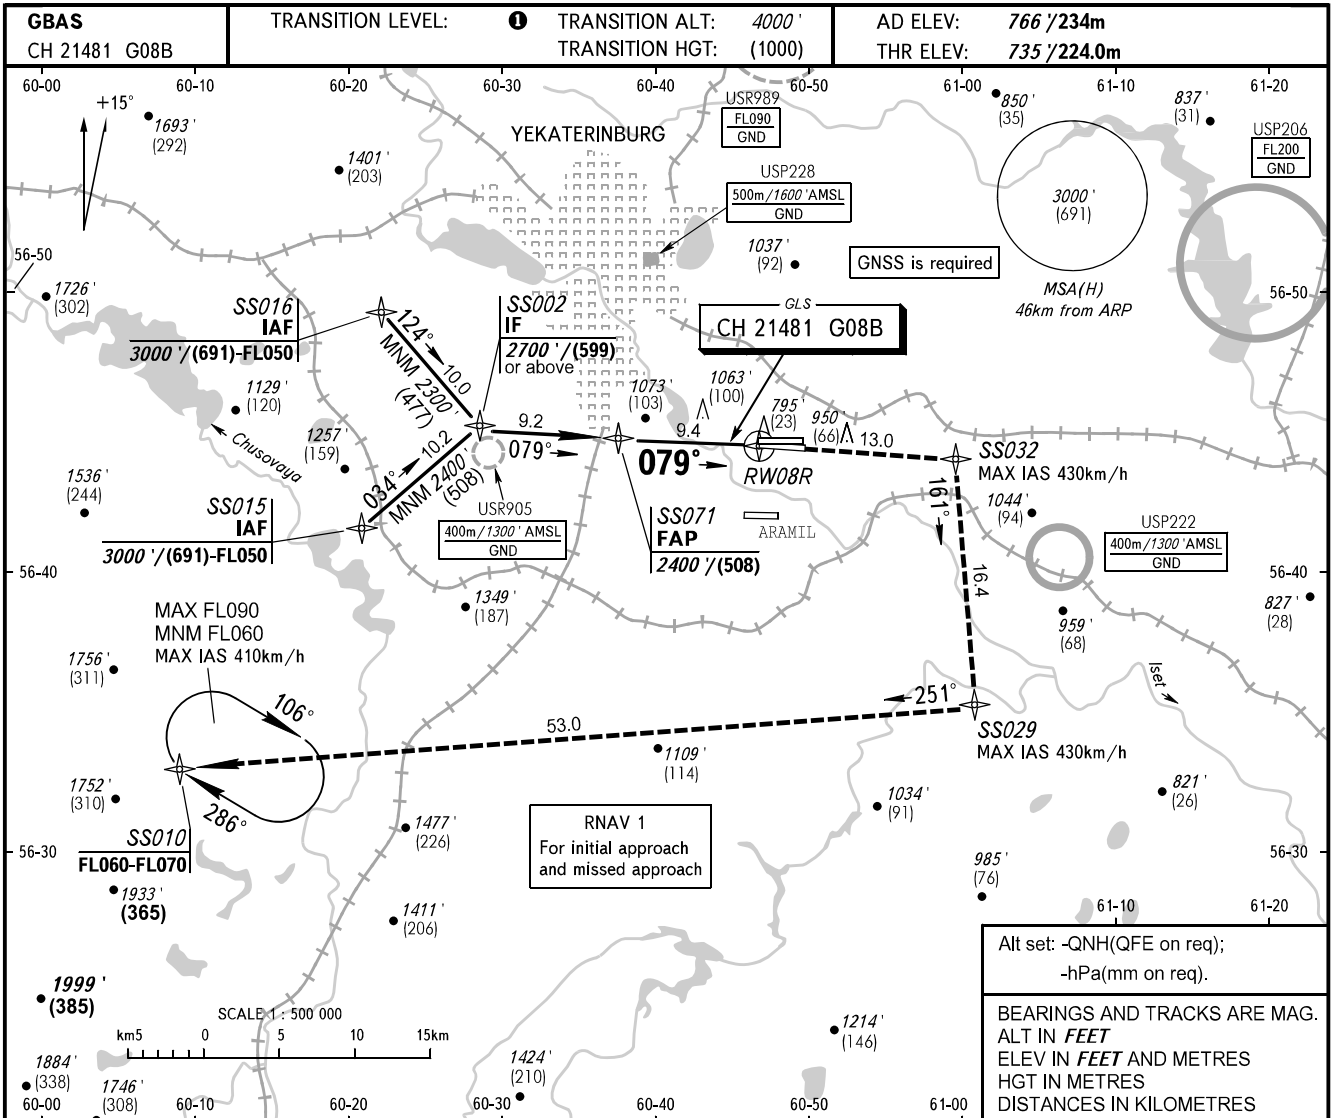 GBAS
CH 21481 G08B
TRANSITION LEVEL:
1 TRANSITION ALT: 4000'
TRANSITION HGT: (1000)
AD ELEV: 766'/234m
THR ELEV: 735'/224.0m
60-00
60-10
60-20
60-30
60-40
60-50
61-00
61-10
61-20
+15°
1693'
(292)
1401'
(203)
YEKATERINBURG
USR989
FL090
GND
850'
(35)
837'
(31)
USP206
FL200
GND
USP228
500m/1600'AMSL
GND
3000'
(691)
MSA(H)
46km from ARP
1037'
(92)
GNSS is required
56-50
56-50
1726'
(302)
SS016
IAF
3000'/(691)-FL050
124°
10.0
MNM 2300'
(477)
SS002
IF
2700'/(599)
or above
GLS
CH 21481 G08B
1129'
(120)
Chusovaya
1257'
(159)
1073'
(103)
1063'
(100)
795'
(23)
950'
(66)
13.0
9.2
079°
9.4
079°
RW08R
SS032
MAX IAS 430km/h
034°
10.2
MNM 2400'
(508)
1536'
(244)
SS015
IAF
3000'/(691)-FL050
USR905
400m/1300'AMSL
GND
SS071
FAP
2400'/(508)
ARAMIL
161°
16.4
1044'
(94)
USP222
400m/1300'AMSL
GND
56-40
56-40
1349'
(187)
959'
(68)
827'
(28)
MAX FL090
MNM FL060
MAX IAS 410km/h
1756'
(311)
106°
Iset
251°
53.0
SS029
MAX IAS 430km/h
1109'
(114)
1752'
(310)
286°
SS010
FL060-FL070
1477'
(226)
RNAV 1
For initial approach
and missed approach
1034'
(91)
821'
(26)
56-30
56-30
1933'
(365)
1411'
(206)
985'
(76)
61-10
61-20
Alt set: -QNH(QFE on req);
-hPa(mm on req).
1999'
(385)
SCALE 1 : 500 000
km5 0 5 10 15km
1214'
(146)
BEARINGS AND TRACKS ARE MAG.
ALT IN FEET
ELEV IN FEET AND METRES
HGT IN METRES
DISTANCES IN KILOMETRES
1884'
(338)
1746'
(308)
1424'
(210)
60-00
60-10
60-20
60-30
60-40
60-50
61-00